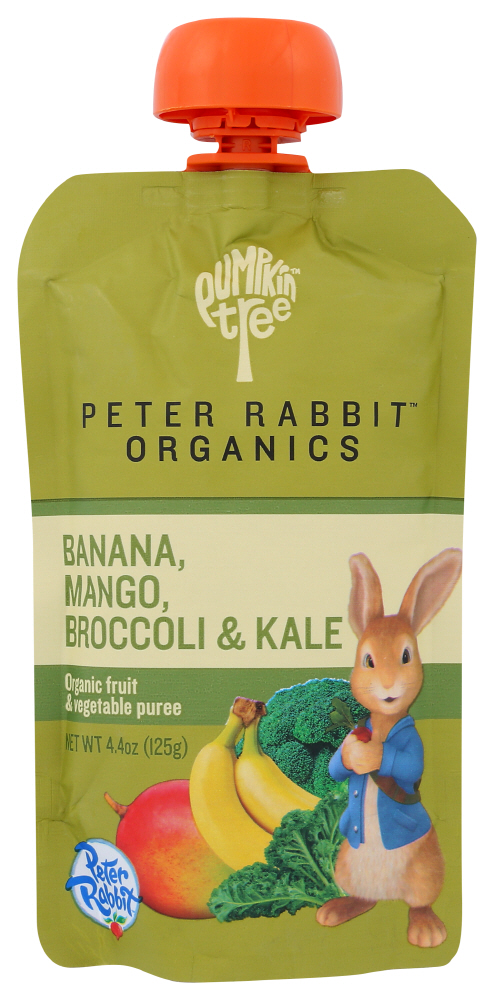 PUMPKIN™
tree
PETER RABBIT™
ORGANICS
BANANA,
MANGO,
BROCCOLI & KALE
Organic fruit
& vegetable puree
NET WT 4.4oz (125g)
Peter
Rabbit